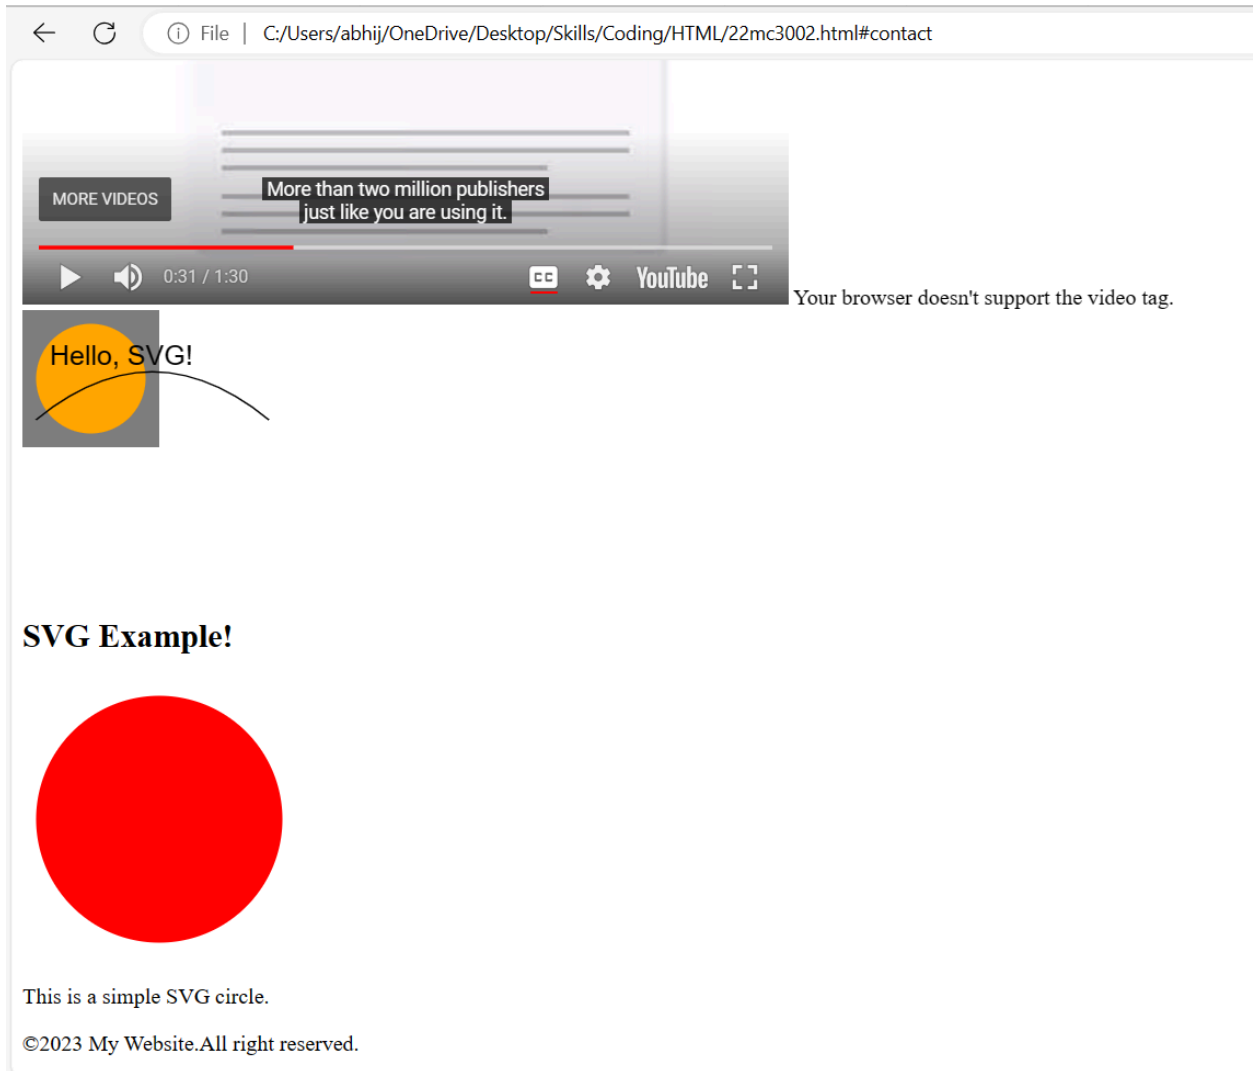 File | C:/Users/abhij/OneDrive/Desktop/Skills/Coding/HTML/22mc3002.html#contact
MORE VIDEOS
More than two million publishers
just like you are using it.
0:31 / 1:30
CC
YouTube
Your browser doesn't support the video tag.
Hello, SVG!
SVG Example!
This is a simple SVG circle.
©2023 My Website.All right reserved.